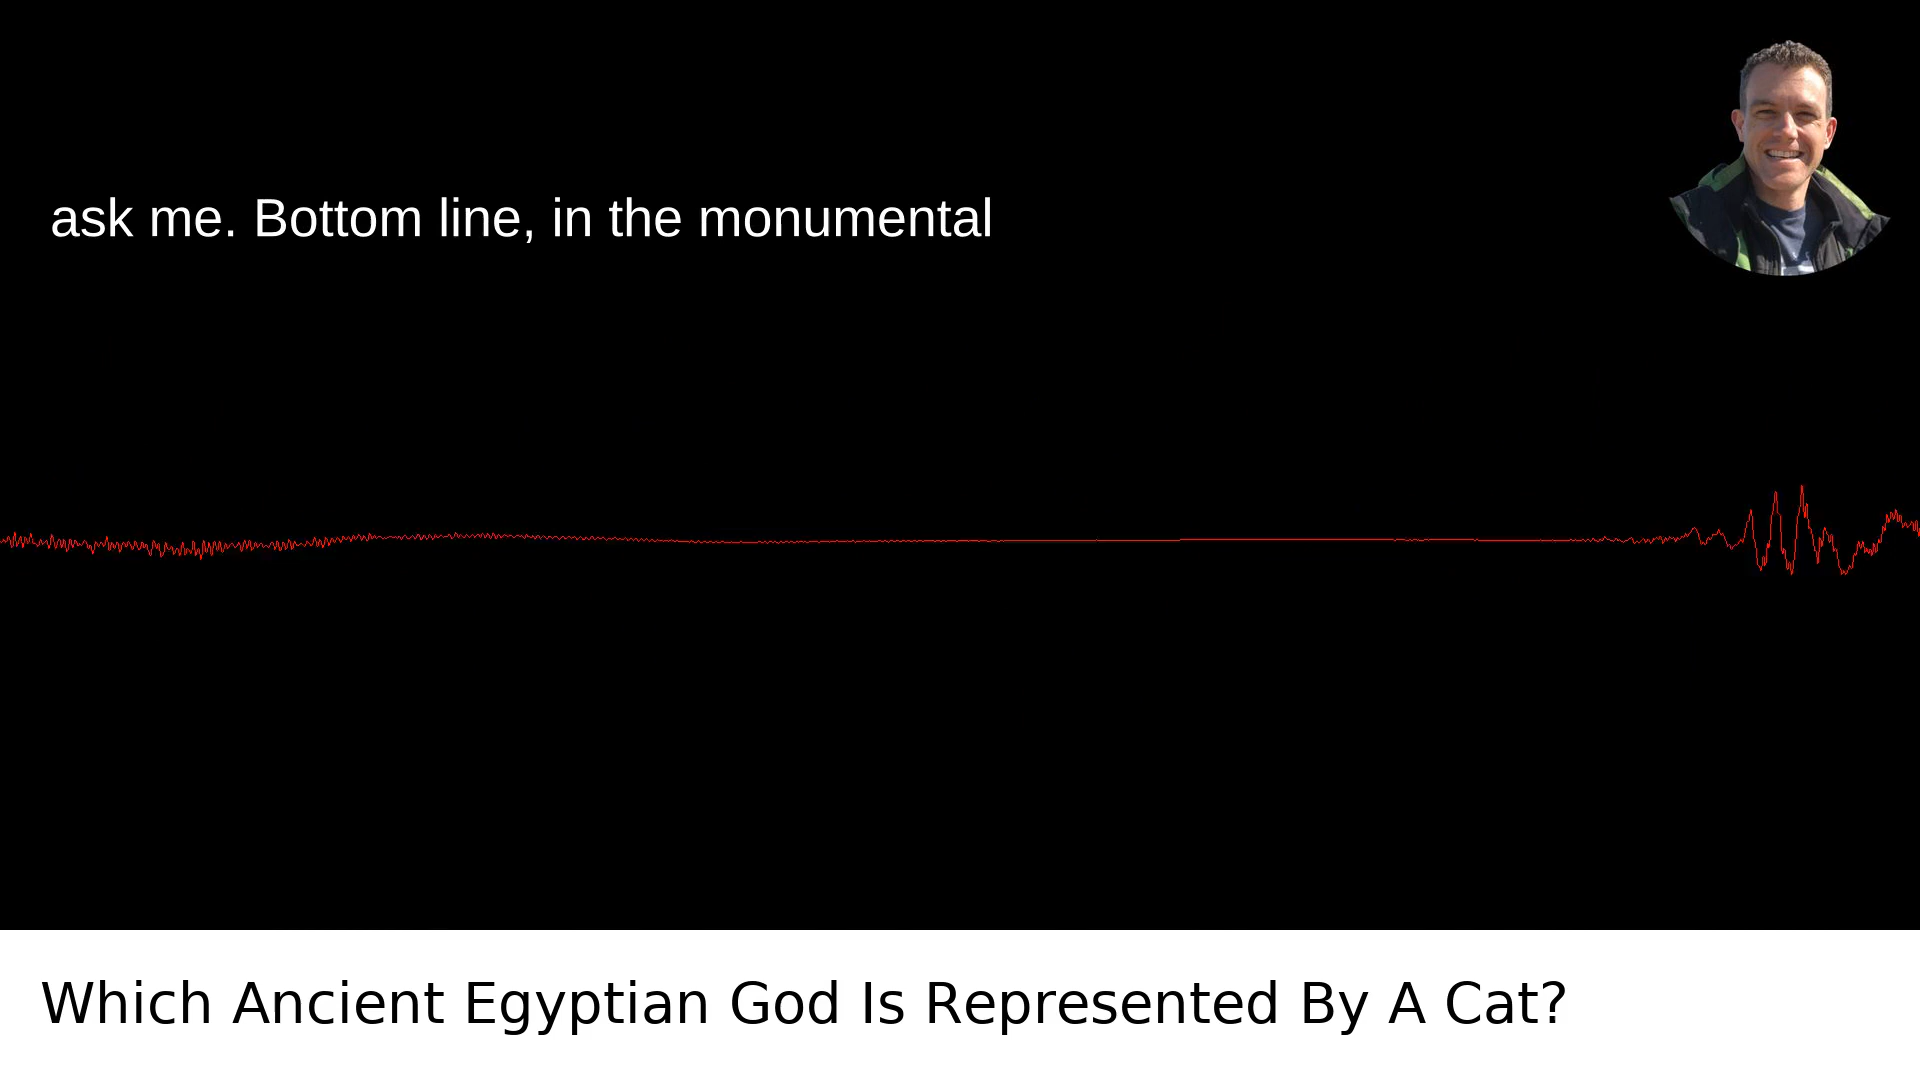 ask me. Bottom line, in the monumental
Which Ancient Egyptian God Is Represented By A Cat?